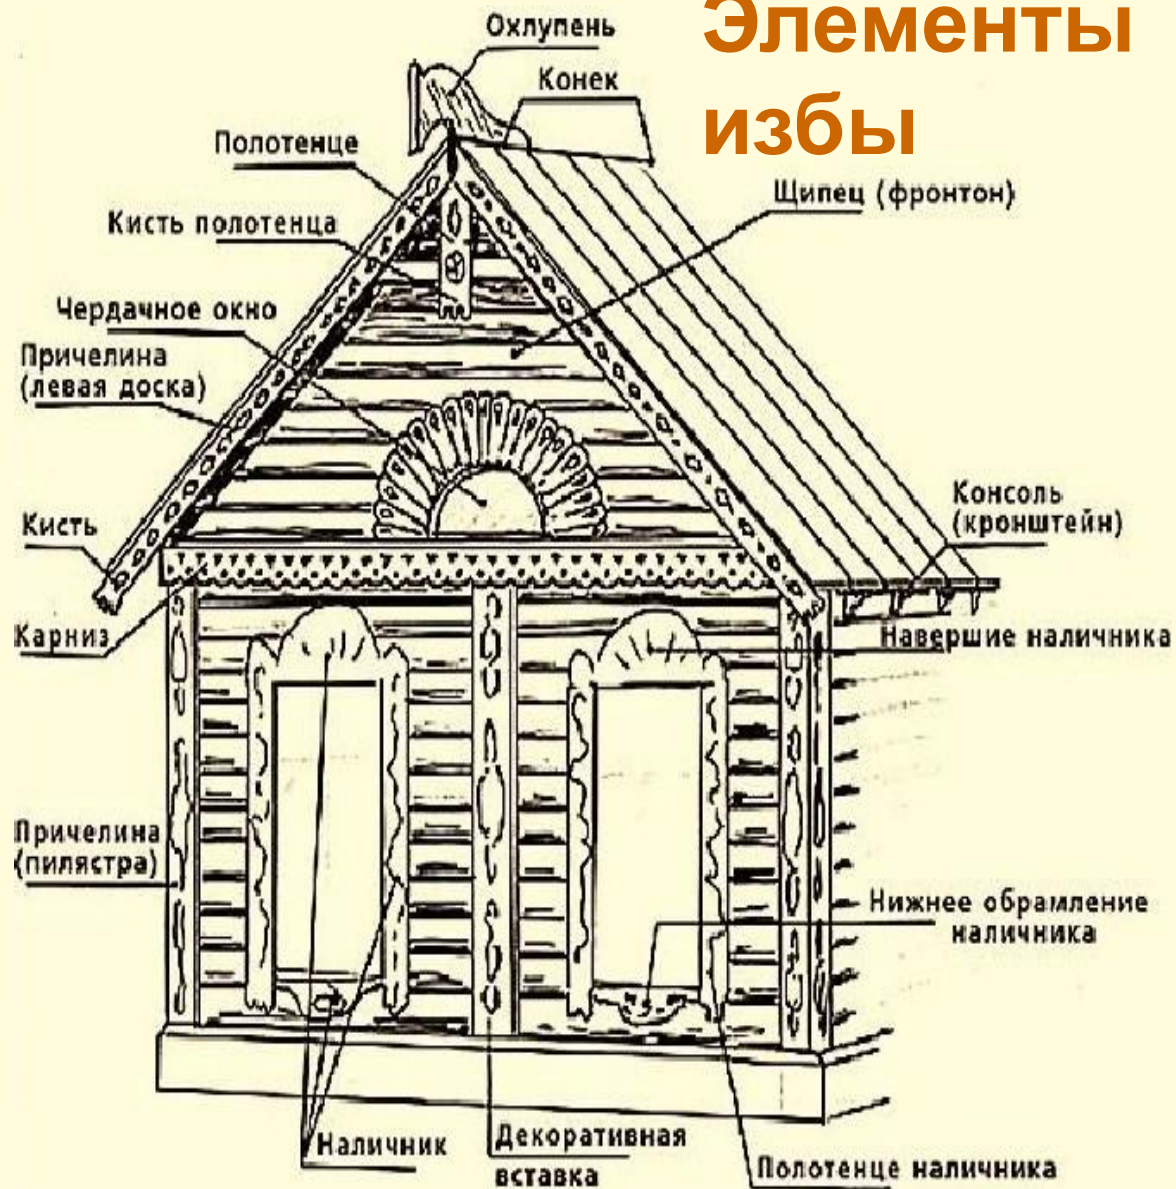 Элементы
избы
Охлупень
Конек
Полотенце
Щипец (фронтон)
Кисть полотенца
Чердачное окно
Причелина
(левая доска)
Консоль
(кронштейн)
Кисть
Карниз
Навершие наличника
Причелина
(пилястра)
Нижнее обрамление
наличника
Наличник
Декоративная
вставка
Полотенце наличника